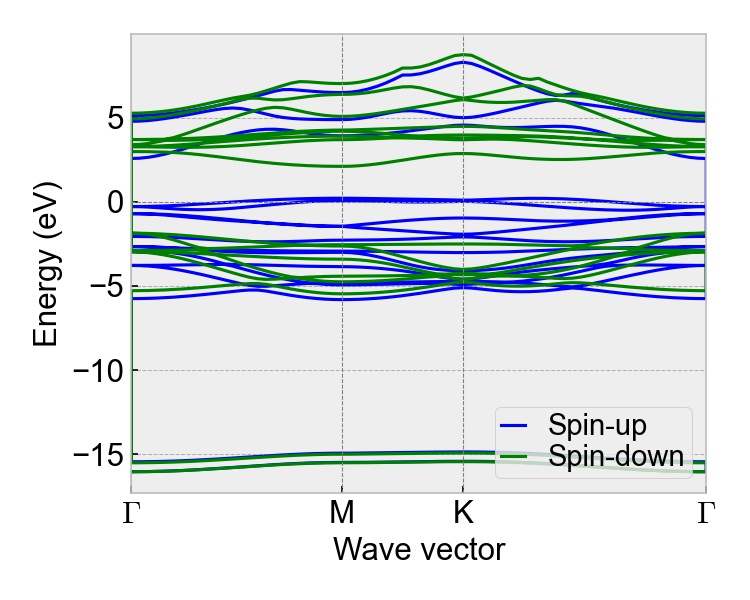 Energy (eV)
5
0
−5
−10
−15
Spin-up
Spin-down
Γ M K Γ
Wave vector